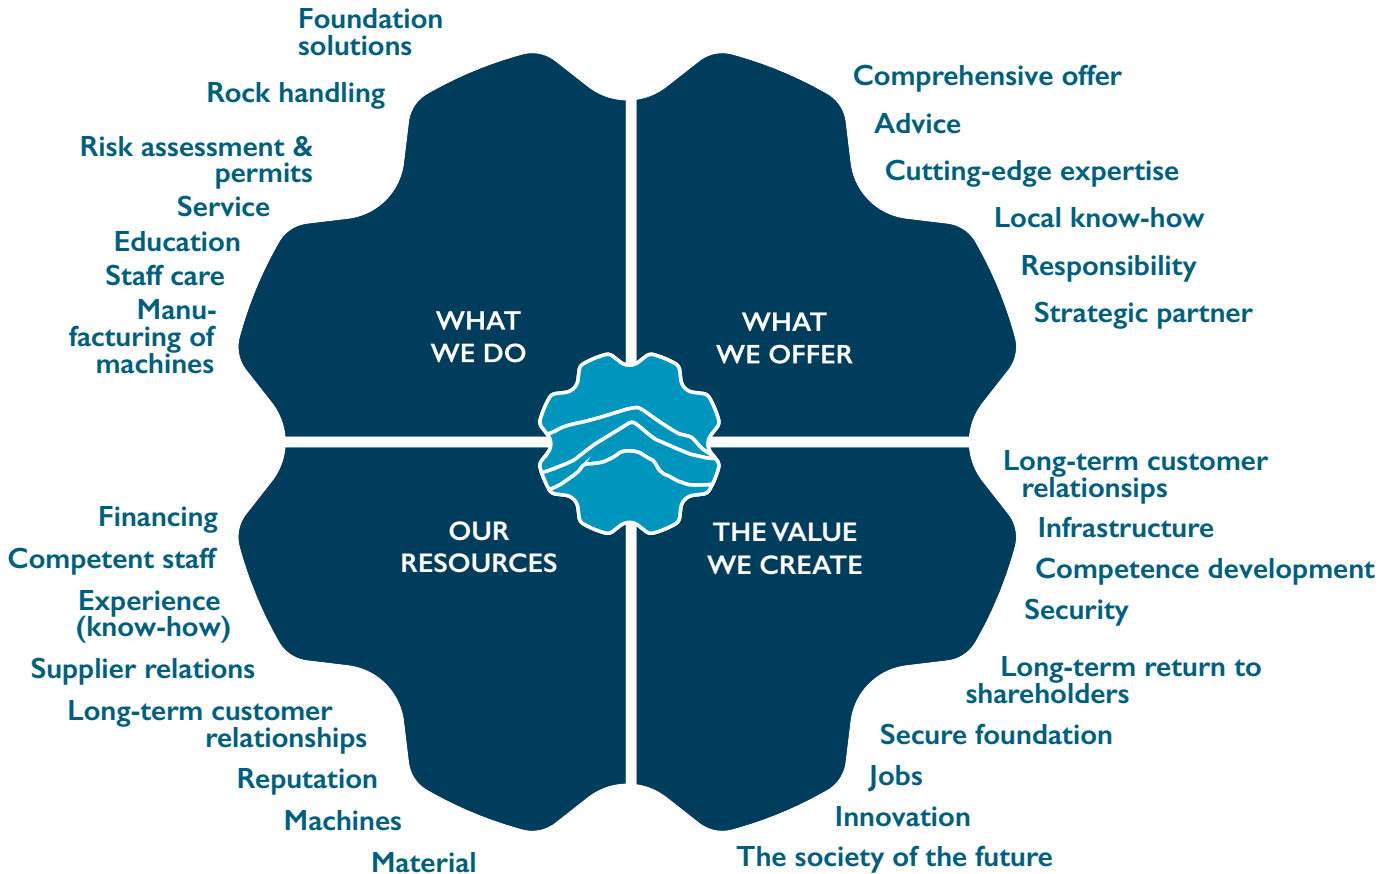 Foundation
solutions
Rock handling
Risk assessment &
permits
Service
Education
Staff care
Manu-
facturing of
machines
WHAT
WE DO
Comprehensive offer
Advice
Cutting-edge expertise
Local know-how
Responsibility
Strategic partner
WHAT
WE OFFER
Financing
Competent staff
Experience
(know-how)
Supplier relations
Long-term customer
relationships
Reputation
Machines
Material
OUR
RESOURCES
THE VALUE
WE CREATE
Long-term customer
relationsips
Infrastructure
Competence development
Security
Long-term return to
shareholders
Secure foundation
Jobs
Innovation
The society of the future